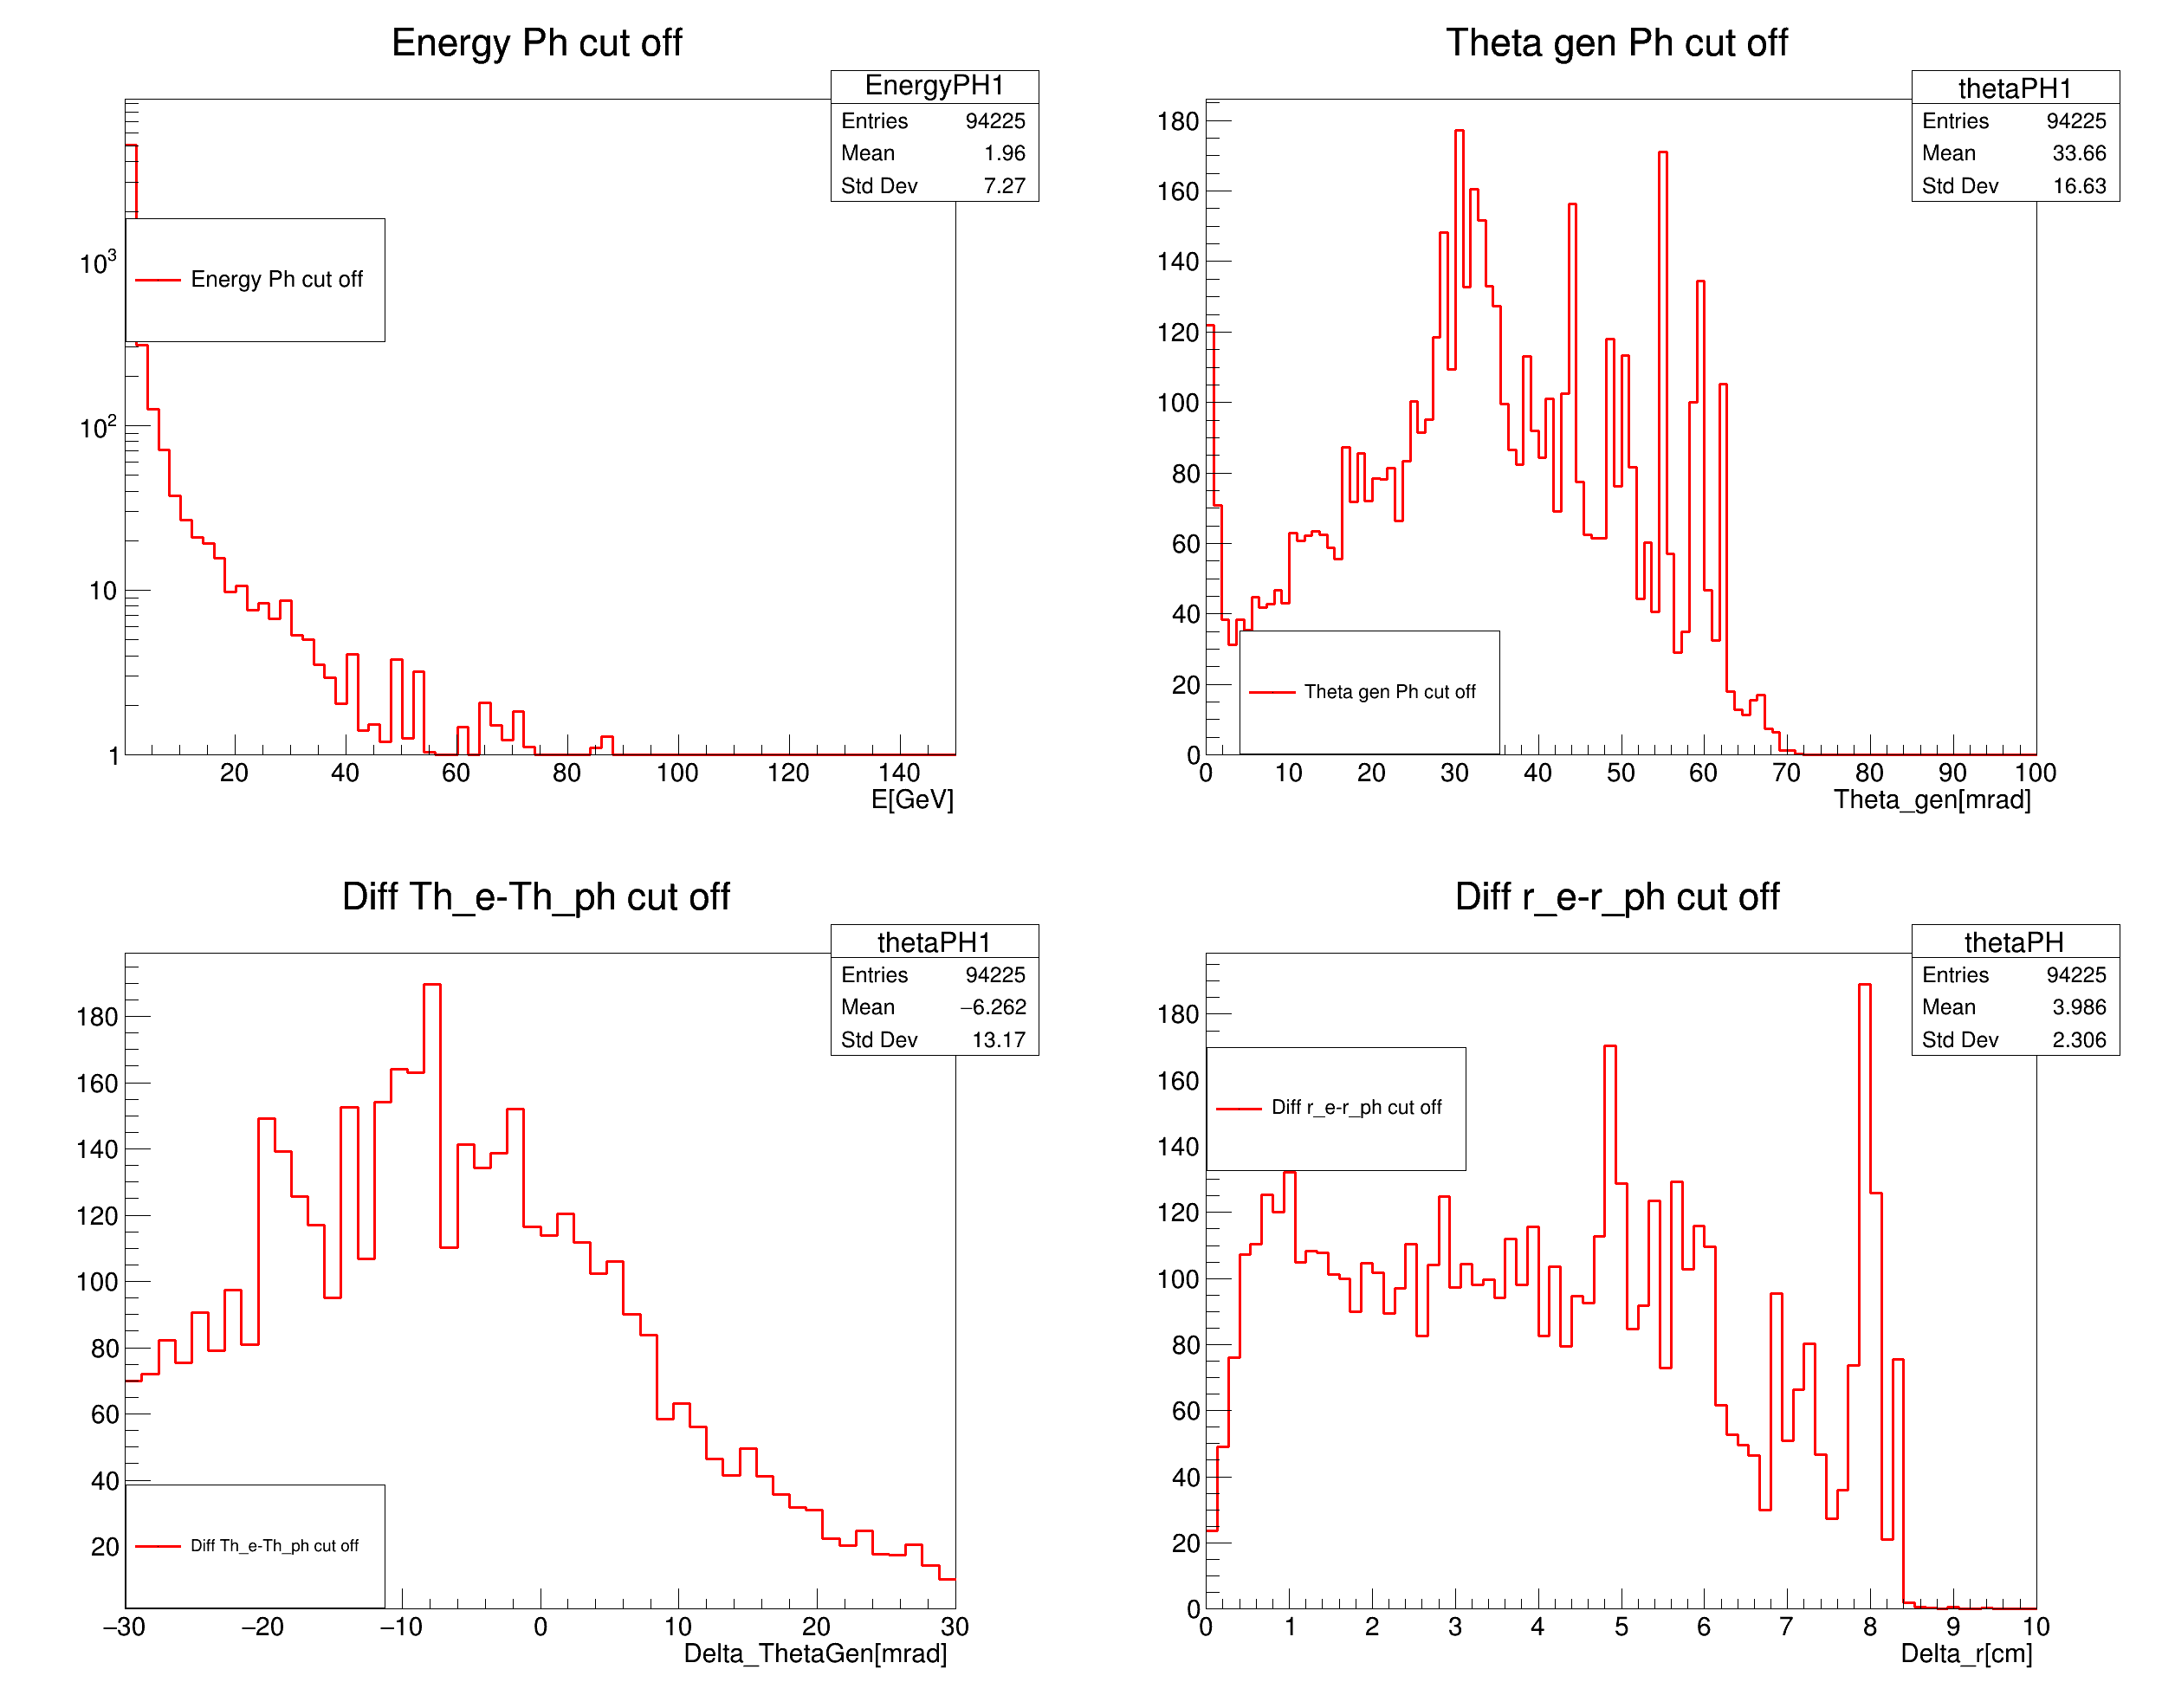 Energy Ph cut off
EnergyPH1
Entries 94225
Mean 1.96
Std Dev 7.27
10³
10²
10
1
Energy Ph cut off
20 40 60 80 100 120 140
E[GeV]
Theta gen Ph cut off
thetaPH1
Entries 94225
Mean 33.66
Std Dev 16.63
180
160
140
120
100
80
60
40
20
0
Theta gen Ph cut off
0 10 20 30 40 50 60 70 80 90 100
Theta_gen[mrad]
Diff Th_e-Th_ph cut off
thetaPH1
Entries 94225
Mean −6.262
Std Dev 13.17
180
160
140
120
100
80
60
40
20
Diff Th_e-Th_ph cut off
−30 −20 −10 0 10 20 30
Delta_ThetaGen[mrad]
Diff r_e-r_ph cut off
thetaPH
Entries 94225
Mean 3.986
Std Dev 2.306
180
160
140
120
100
80
60
40
20
0
Diff r_e-r_ph cut off
0 1 2 3 4 5 6 7 8 9 10
Delta_r[cm]